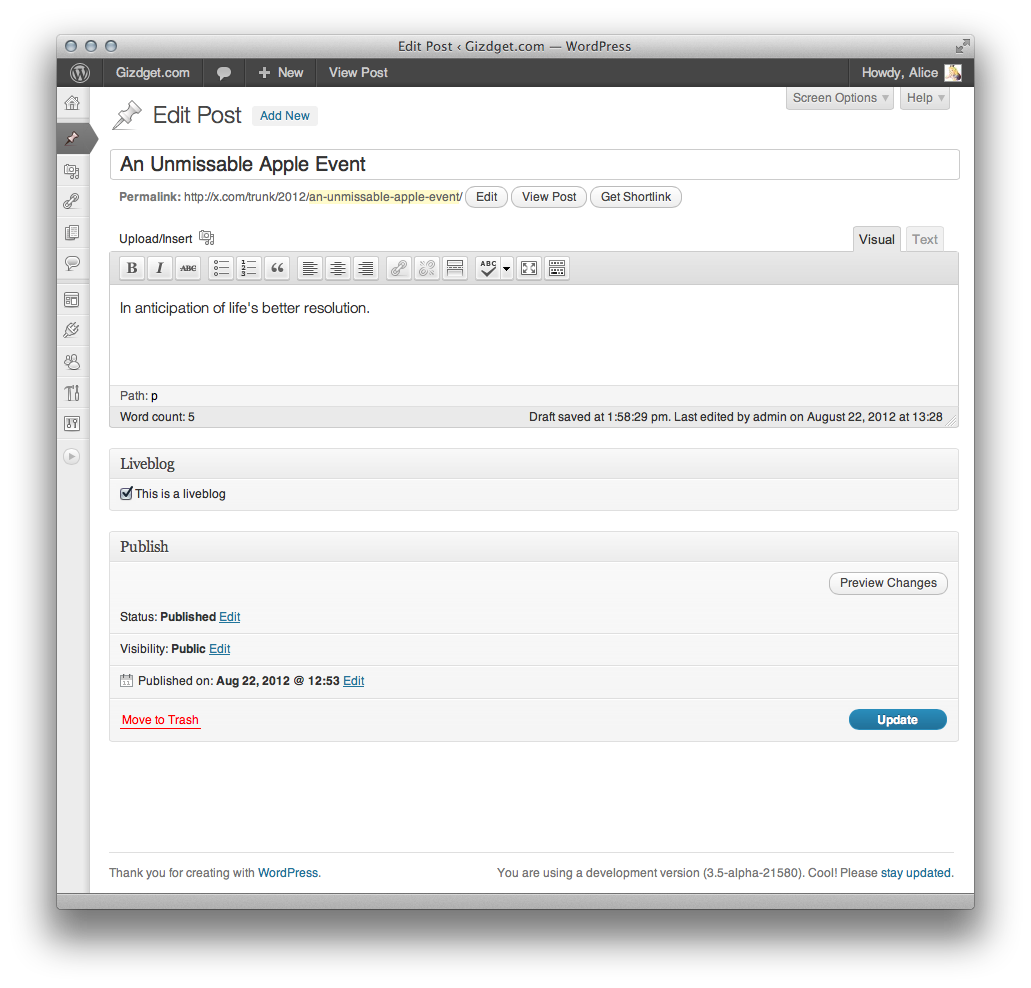 Edit Post ‹ Gizdget.com — WordPress
Gizdget.com + New View Post Howdy, Alice
Screen Options Help
Edit Post Add New
An Unmissable Apple Event
Permalink: http://x.com/trunk/2012/an-unmissable-apple-event/ Edit View Post Get Shortlink
Upload/Insert Visual Text
B I ABC ABC
In anticipation of life's better resolution.
Path: p
Word count: 5 Draft saved at 1:58:29 pm. Last edited by admin on August 22, 2012 at 13:28
Liveblog
This is a liveblog
Publish
Preview Changes
Status: Published Edit
Visibility: Public Edit
Published on: Aug 22, 2012 @ 12:53 Edit
Move to Trash Update
Thank you for creating with WordPress. You are using a development version (3.5-alpha-21580). Cool! Please stay updated.